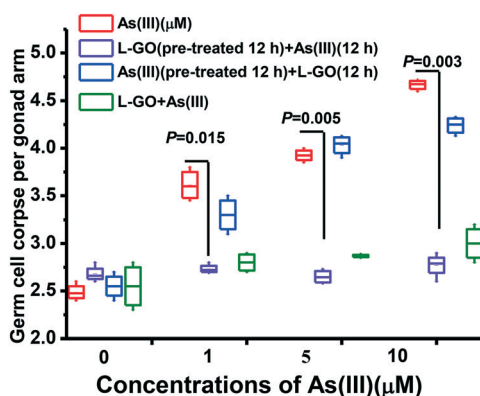 As(III)(μM)
L-GO(pre-treated 12 h)+As(III)(12 h)
As(III)(pre-treated 12 h)+L-GO(12 h)
L-GO+As(III)
P=0.003
P=0.005
P=0.015
Germ cell corpse per gonad arm
5.0
4.5
4.0
3.5
3.0
2.5
2.0
0 1 5 10
Concentrations of As(III)(μM)